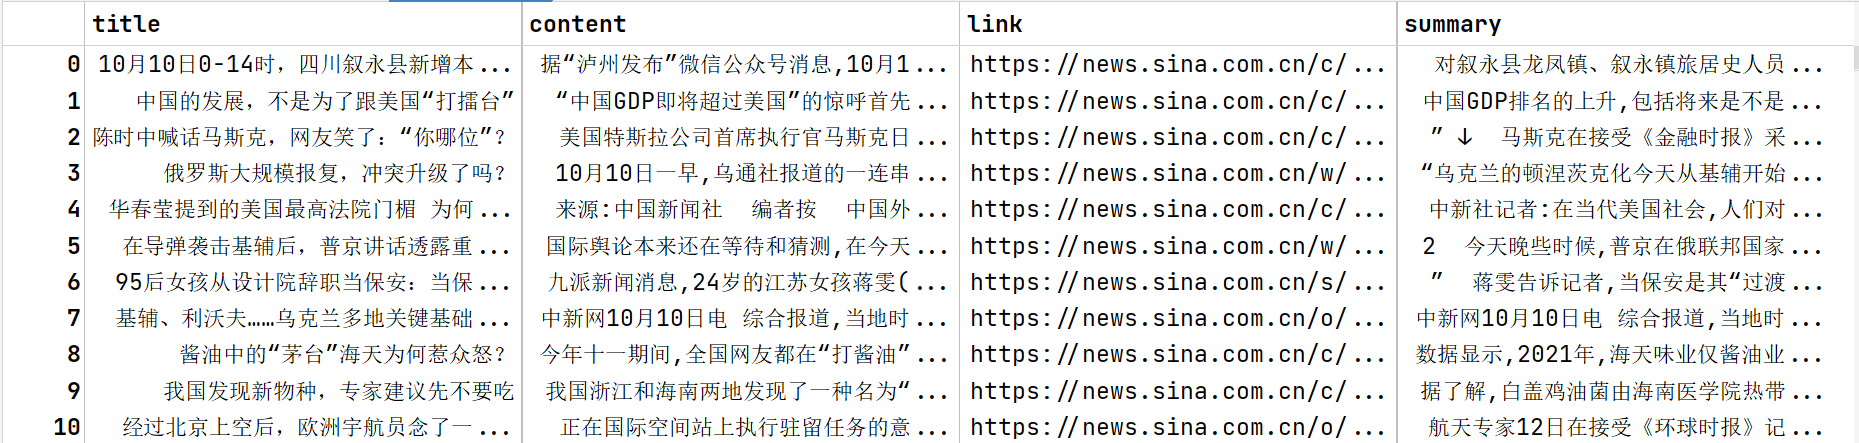 title content link summary
0 10月10日0-14时，四川叙永县新增本... 据“泸州发布”微信公众号消息,10月1... https://news.sina.com.cn/c/... 对叙永县龙凤镇、叙永镇旅居史人员...
1 中国的发展，不是为了跟美国“打擂台” “中国GDP即将超过美国”的惊呼首先... https://news.sina.com.cn/c/... 中国GDP排名的上升,包括将来是不是...
2 陈时中喊话马斯克，网友笑了：“你哪位”？ 美国特斯拉公司首席执行官马斯克日... https://news.sina.com.cn/c/... ” ↓ 马斯克在接受《金融时报》采...
3 俄罗斯大规模报复，冲突升级了吗？ 10月10日一早,乌通社报道的一连串... https://news.sina.com.cn/w/... “乌克兰的顿涅茨克化今天从基辅开始...
4 华春莹提到的美国最高法院门楣 为何... 来源:中国新闻社 编者按 中国外... https://news.sina.com.cn/c/... 中新社记者:在当代美国社会,人们对...
5 在导弹袭击基辅后，普京讲话透露重... 国际舆论本来还在等待和猜测,在今天... https://news.sina.com.cn/w/... 2 今天晚些时候,普京在俄联邦国家...
6 95后女孩从设计院辞职当保安：当保... 九派新闻消息,24岁的江苏女孩蒋雯(... https://news.sina.com.cn/s/... ” 蒋雯告诉记者,当保安是其“过渡...
7 基辅、利沃夫……乌克兰多地关键基础... 中新网10月10日电 综合报道,当地时... https://news.sina.com.cn/o/... 中新网10月10日电 综合报道,当地时...
8 酱油中的“茅台”海天为何惹众怒？ 今年十一期间,全国网友都在“打酱油”... https://news.sina.com.cn/c/... 数据显示,2021年,海天味业仅酱油业...
9 我国发现新物种，专家建议先不要吃 我国浙江和海南两地发现了一种名为“... https://news.sina.com.cn/c/... 据了解,白盖鸡油菌由海南医学院热带...
10 经过北京上空后，欧洲宇航员念了一... 正在国际空间站上执行驻留任务的意... https://news.sina.com.cn/o/... 航天专家12日在接受《环球时报》记...